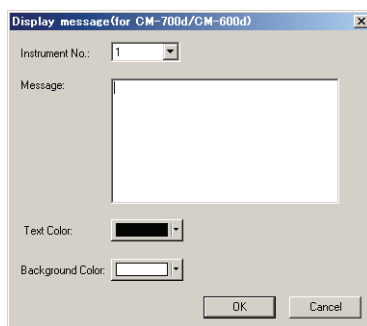 Display message(for CM-700d/CM-600d)
Instrument No.: 1
Message:
Text Color:
Background Color:
OK Cancel